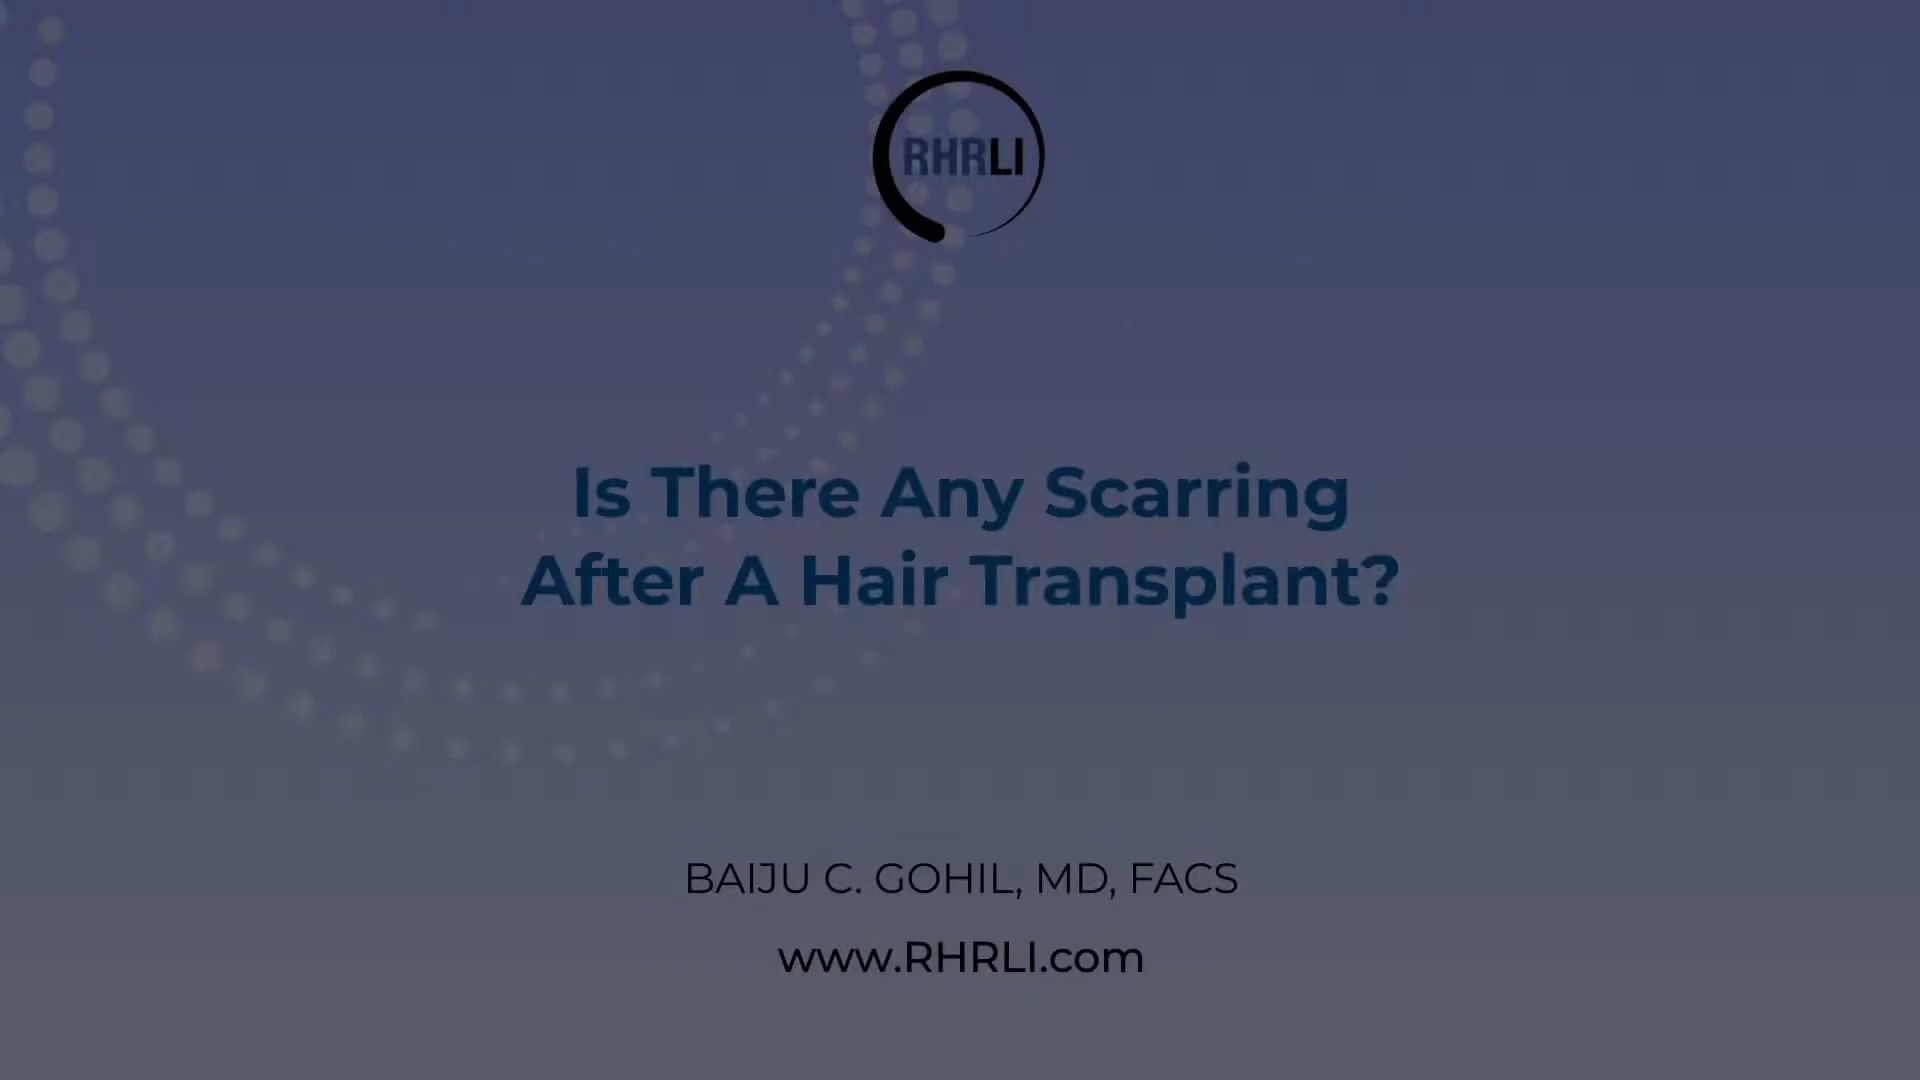 RHRLI
Is There Any Scarring
After A Hair Transplant?
BAIJU C. GOHIL, MD, FACS
www.RHRLI.com